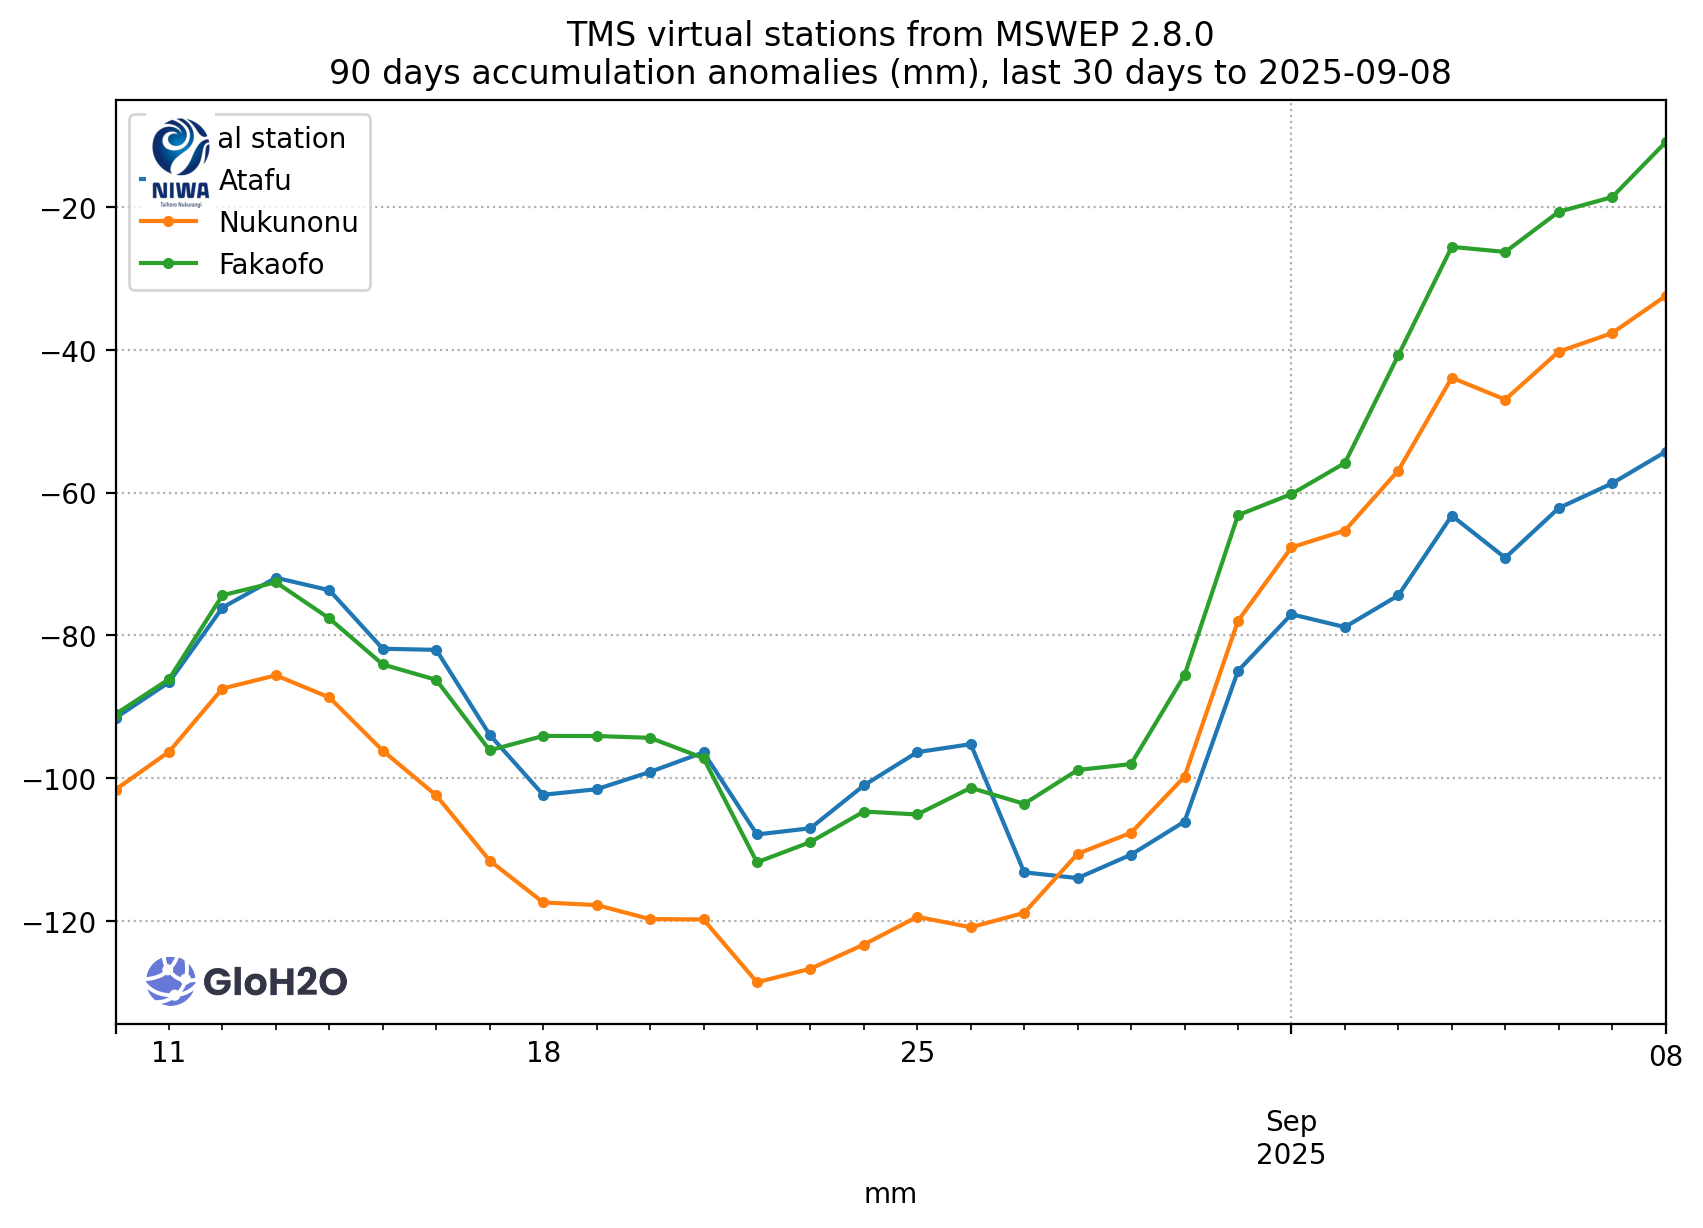 TMS virtual stations from MSWEP 2.8.0
90 days accumulation anomalies (mm), last 30 days to 2025-09-08
al station
Atafu
Nukunonu
Fakaofo
NIWA
Taihoro Nukurangi
−20
−40
−60
−80
−100
−120
GloH2O
11
18
25
08
Sep
2025
mm